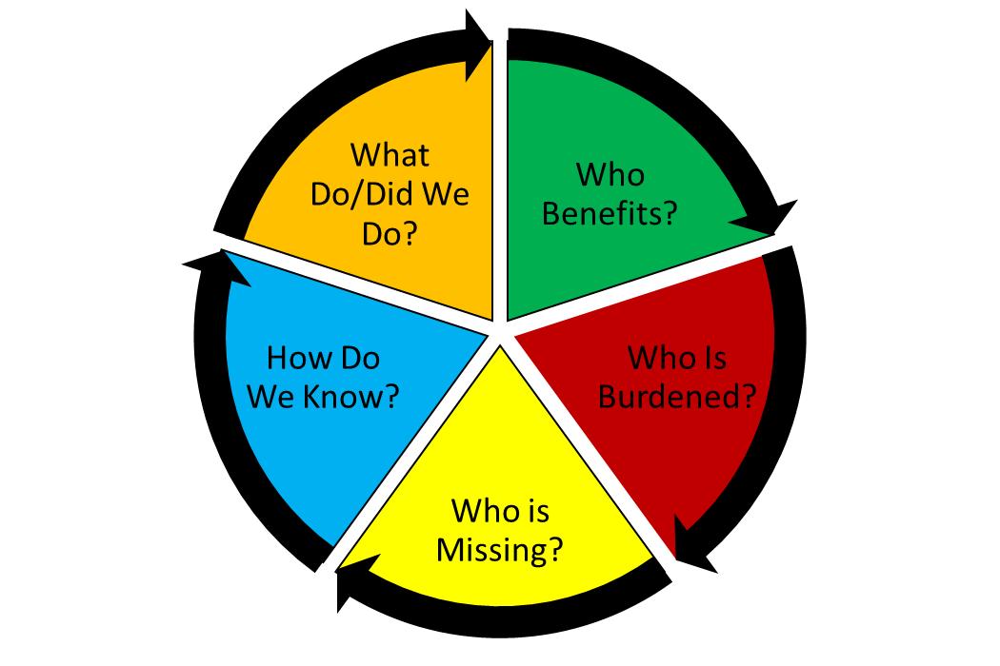 Who
Benefits?
Who Is
Burdened?
Who is
Missing?
How Do
We Know?
What
Do/Did We
Do?